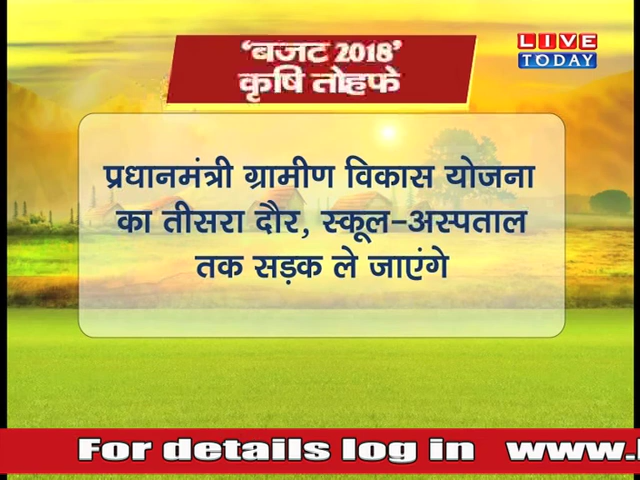 'बजट 2018'
कृषि तोहफे
LIVE
TODAY
प्रधानमंत्री ग्रामीण विकास योजना
का तीसरा दौर, स्कूल-अस्पताल
तक सड़क ले जाएंगे
For details log in www.